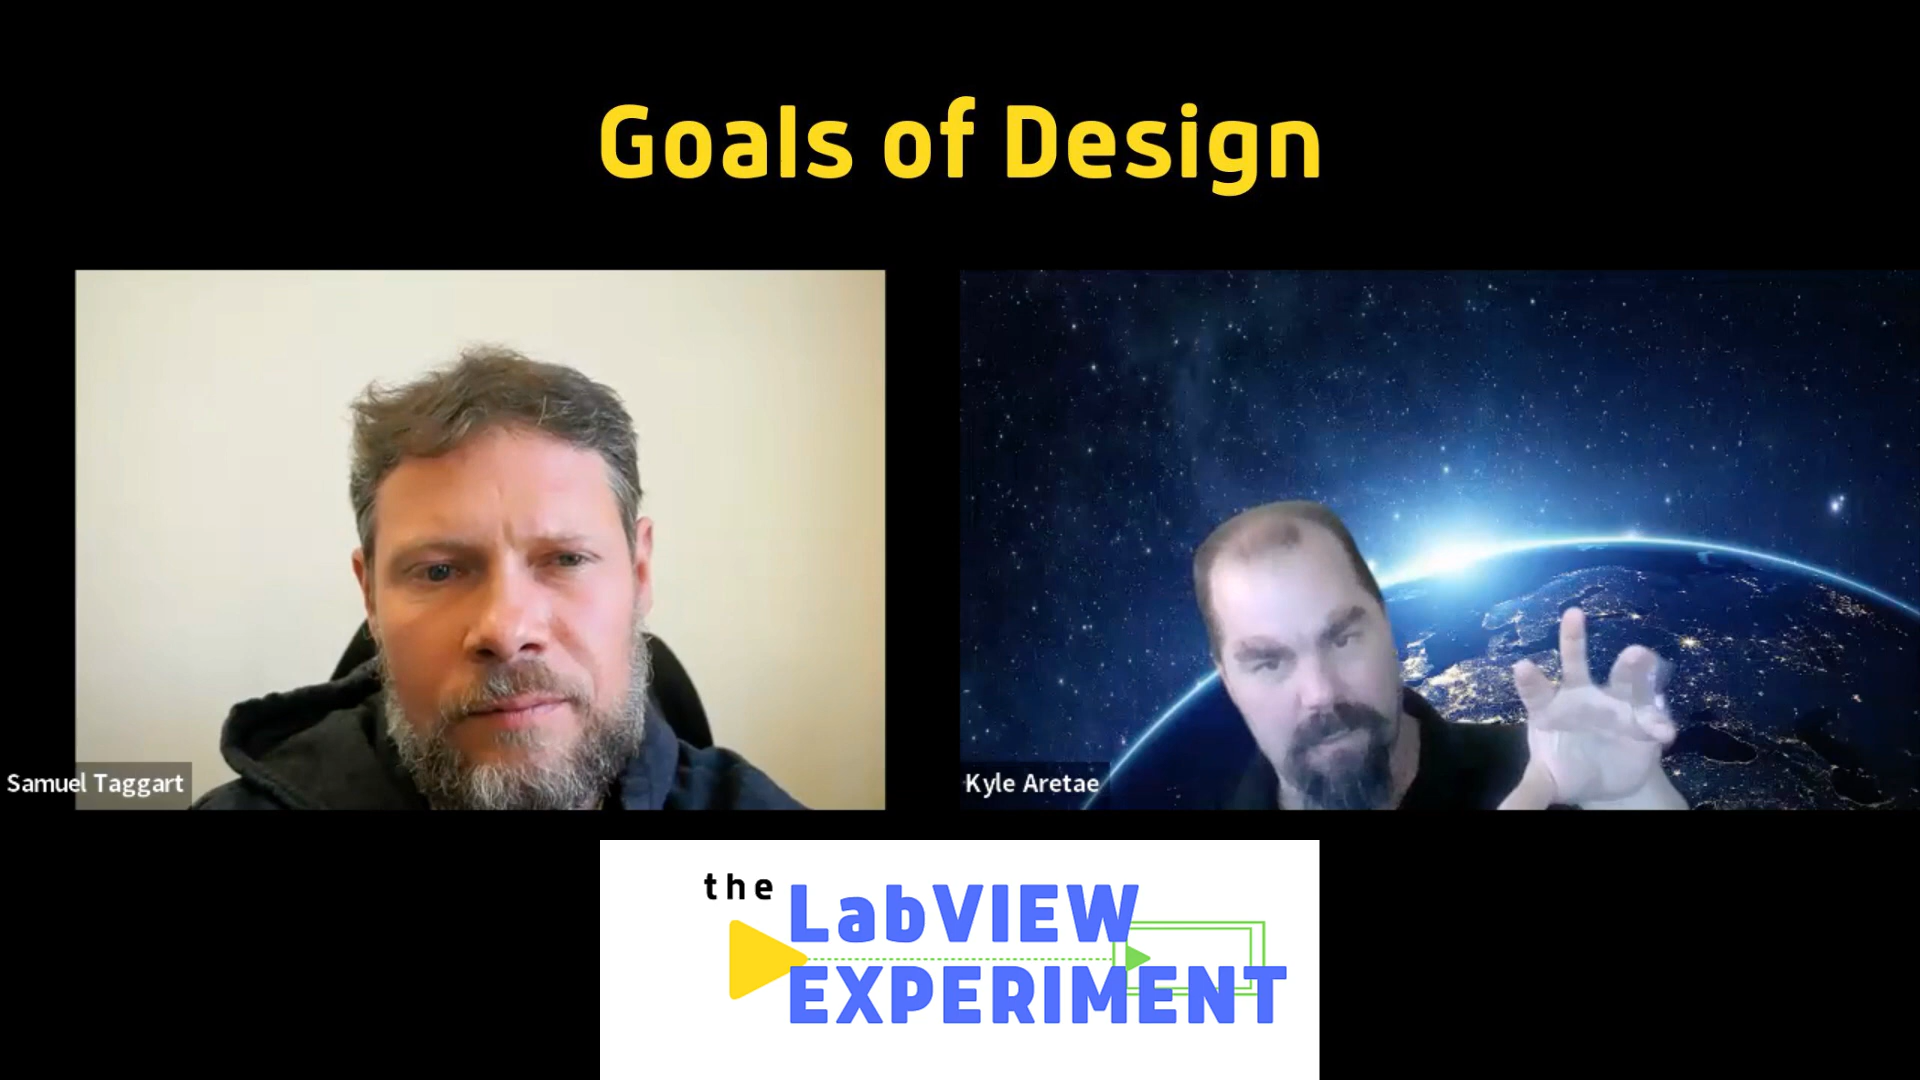 Goals of Design
Samuel Taggart
Kyle Aretae
the
LabVIEW
EXPERIMENT